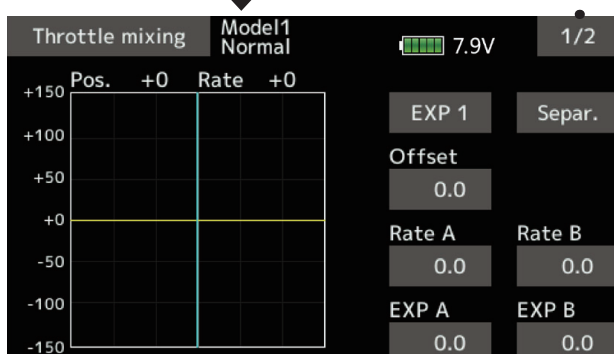 Throttle mixing
Model1
Normal
7.9V
1/2
Pos. +0 Rate +0
+150
+100
+50
+0
-50
-100
-150
EXP 1
Separ.
Offset
0.0
Rate A
Rate B
0.0
0.0
EXP A
EXP B
0.0
0.0